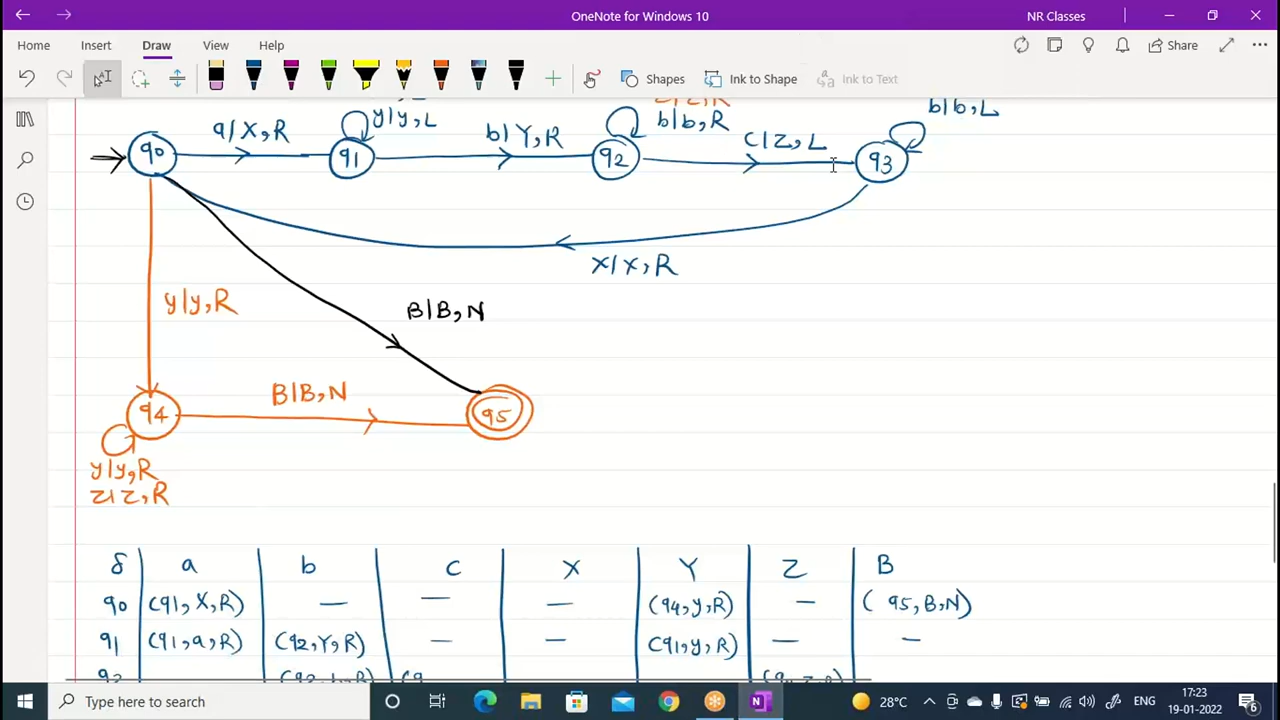 OneNote for Windows 10
NR Classes
Home Insert Draw View Help
Share
Shapes
Ink to Shape
Ink to Text
y|y, L
b|b, R
b|b, L
q0
a|X, R
q1
b|Y, R
q2
c|Z, L
q3
X|X, R
y|y, R
B|B, N
q4
B|B, N
q5
y|y, R
z|z, R
δ a b c X Y Z B
q0 (q1, X, R) — — — (q4, y, R) — ( q5, B, N)
q1 (q1, a, R) (q2, Y, R) — — (q1, y, R) — —
q2
Type here to search
28°C
ENG
17:23
19-01-2022
6